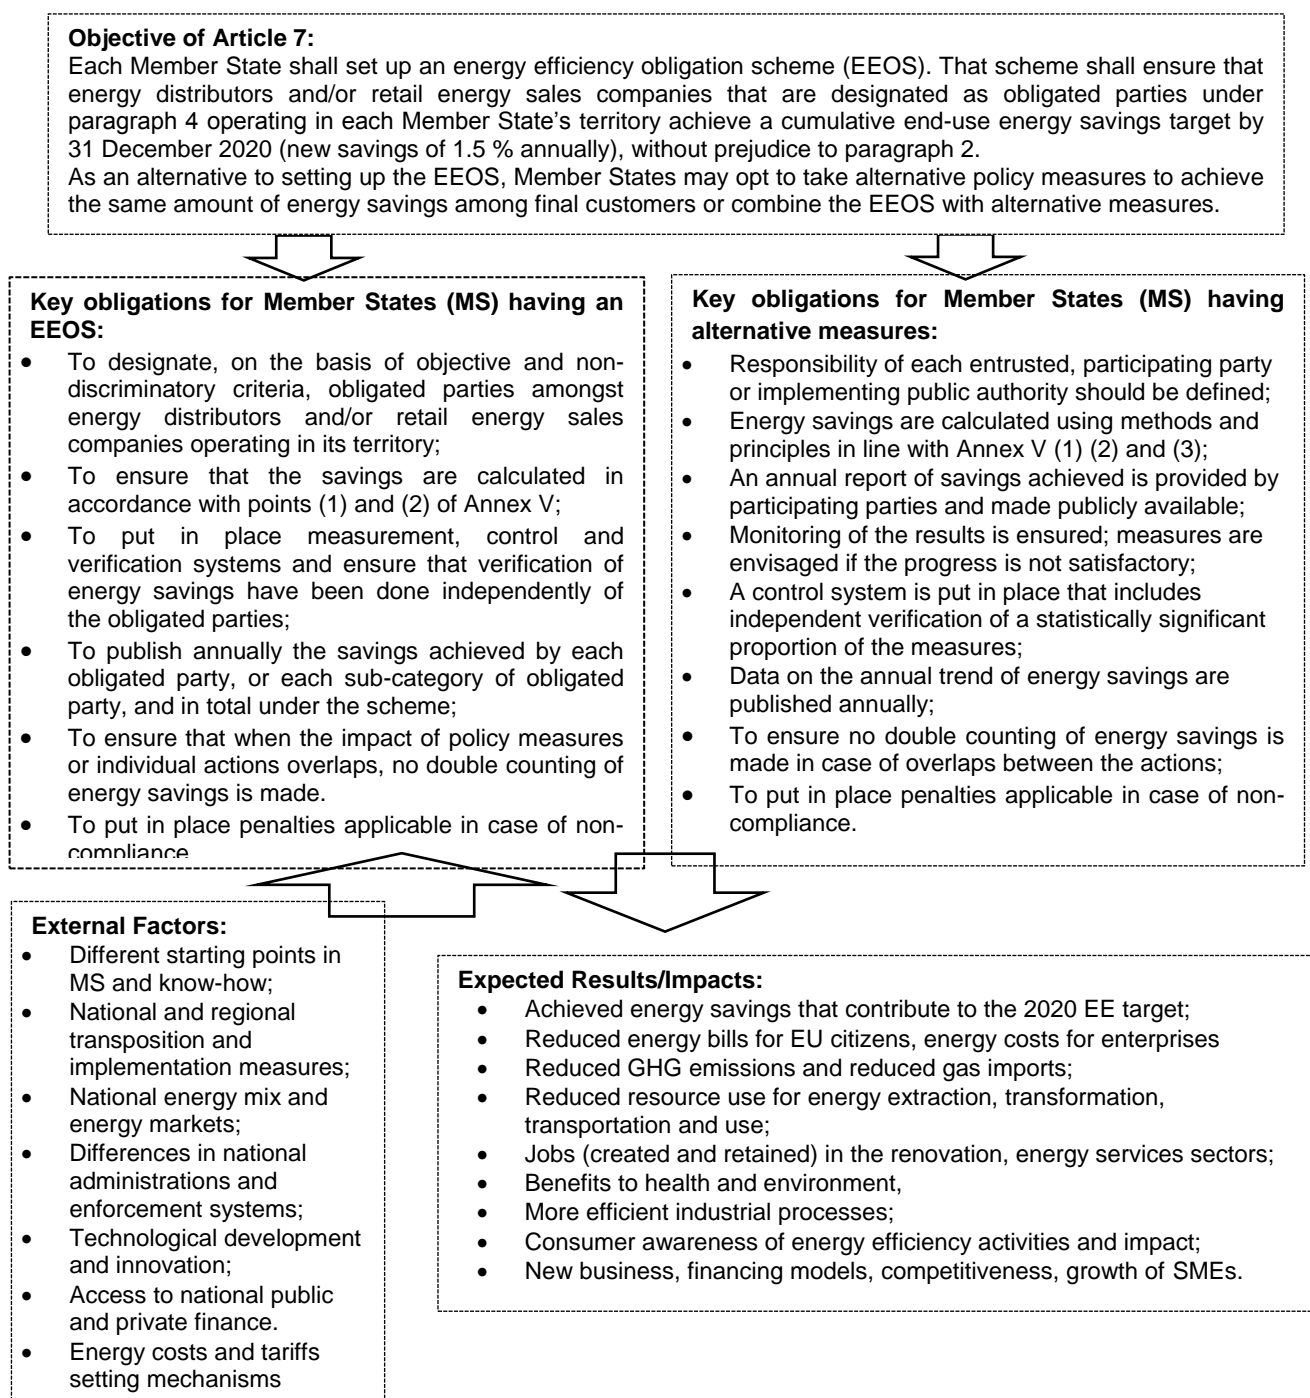 Objective of Article 7:
Each Member State shall set up an energy efficiency obligation scheme (EEOS). That scheme shall ensure that
energy distributors and/or retail energy sales companies that are designated as obligated parties under
paragraph 4 operating in each Member State's territory achieve a cumulative end-use energy savings target by
31 December 2020 (new savings of 1.5 % annually), without prejudice to paragraph 2.
As an alternative to setting up the EEOS, Member States may opt to take alternative policy measures to achieve
the same amount of energy savings among final customers or combine the EEOS with alternative measures.
Key obligations for Member States (MS) having an
EEOS:
• To designate, on the basis of objective and non-
discriminatory criteria, obligated parties amongst
energy distributors and/or retail energy sales
companies operating in its territory;
• To ensure that the savings are calculated in
accordance with points (1) and (2) of Annex V;
• To put in place measurement, control and
verification systems and ensure that verification of
energy savings have been done independently of
the obligated parties;
• To publish annually the savings achieved by each
obligated party, or each sub-category of obligated
party, and in total under the scheme;
• To ensure that when the impact of policy measures
or individual actions overlaps, no double counting of
energy savings is made.
• To put in place penalties applicable in case of non-
compliance
Key obligations for Member States (MS) having
alternative measures:
• Responsibility of each entrusted, participating party
or implementing public authority should be defined;
• Energy savings are calculated using methods and
principles in line with Annex V (1) (2) and (3);
• An annual report of savings achieved is provided by
participating parties and made publicly available;
• Monitoring of the results is ensured; measures are
envisaged if the progress is not satisfactory;
• A control system is put in place that includes
independent verification of a statistically significant
proportion of the measures;
• Data on the annual trend of energy savings are
published annually;
• To ensure no double counting of energy savings is
made in case of overlaps between the actions;
• To put in place penalties applicable in case of non-
compliance.
External Factors:
• Different starting points in
MS and know-how;
• National and regional
transposition and
implementation measures;
• National energy mix and
energy markets;
• Differences in national
administrations and
enforcement systems;
• Technological development
and innovation;
• Access to national public
and private finance.
• Energy costs and tariffs
setting mechanisms
Expected Results/Impacts:
• Achieved energy savings that contribute to the 2020 EE target;
• Reduced energy bills for EU citizens, energy costs for enterprises
• Reduced GHG emissions and reduced gas imports;
• Reduced resource use for energy extraction, transformation,
transportation and use;
• Jobs (created and retained) in the renovation, energy services sectors;
• Benefits to health and environment,
• More efficient industrial processes;
• Consumer awareness of energy efficiency activities and impact;
• New business, financing models, competitiveness, growth of SMEs.